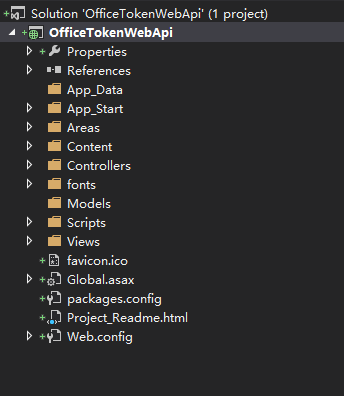 Solution 'OfficeTokenWebApi' (1 project)
OfficeTokenWebApi
Properties
References
App_Data
App_Start
Areas
Content
Controllers
fonts
Models
Scripts
Views
favicon.ico
Global.asax
packages.config
Project_Readme.html
Web.config